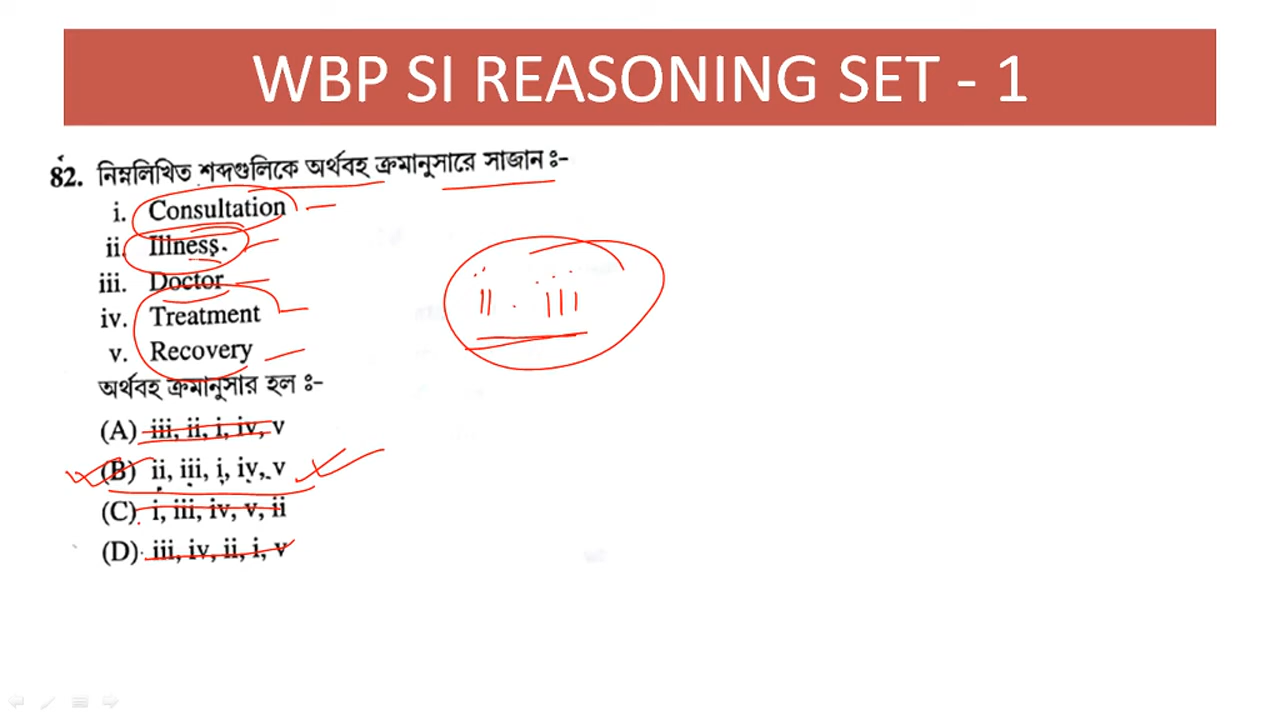 WBP SI REASONING SET - 1
82. নিম্নলিখিত শব্দগুলিকে অর্থবহ ক্রমানুসারে সাজান ঃ-
i. Consultation
ii. Illness.
iii. Doctor
iv. Treatment
v. Recovery
ii . iii
অর্থবহ ক্রমানুসার হল ঃ-
(A) iii, ii, i, iv, v
(B) ii, iii, i, iv, v
(C) i, iii, iv, v, ii
(D) iii, iv, ii, i, v